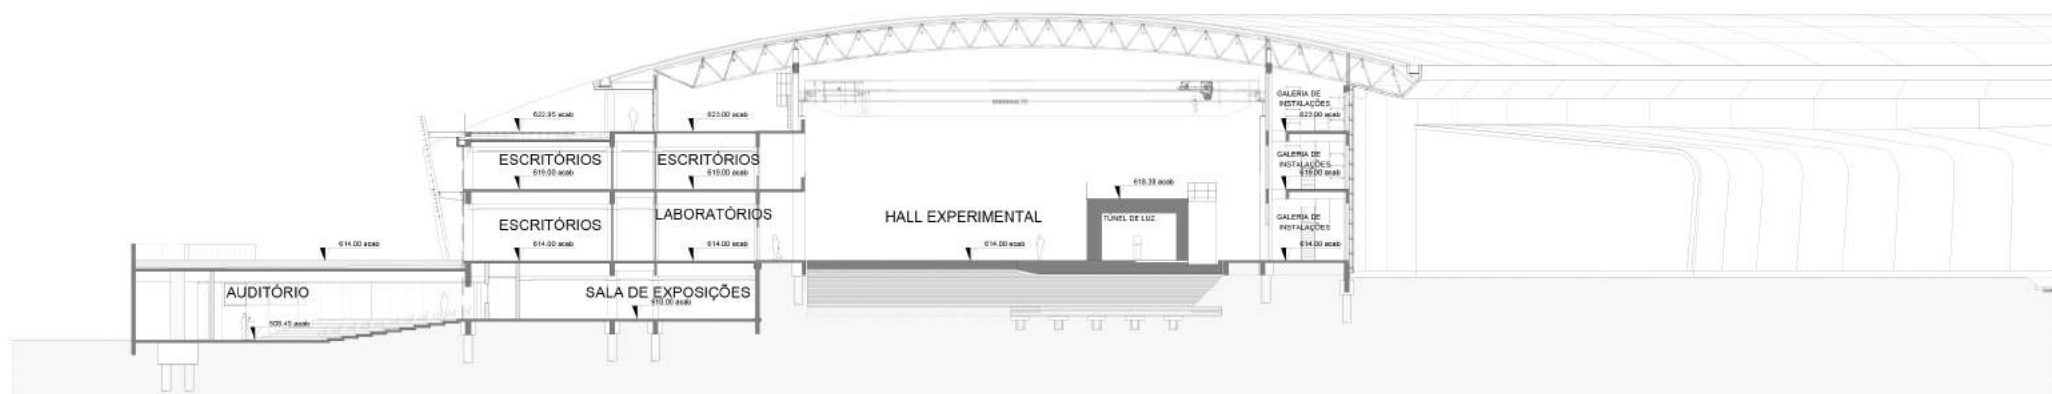 GALERIA DE
INSTALAÇÕES
622.95 acab
623.00 acab
623.00 acab
ESCRITÓRIOS
ESCRITÓRIOS
GALERIA DE
INSTALAÇÕES
619.00 acab
619.00 acab
619.00 acab
618.38 acab
ESCRITÓRIOS
LABORATÓRIOS
HALL EXPERIMENTAL
TÚNEL DE LUZ
GALERIA DE
INSTALAÇÕES
614.00 acab
614.00 acab
614.00 acab
614.00 acab
614.00 acab
AUDITÓRIO
SALA DE EXPOSIÇÕES
610.00 acab